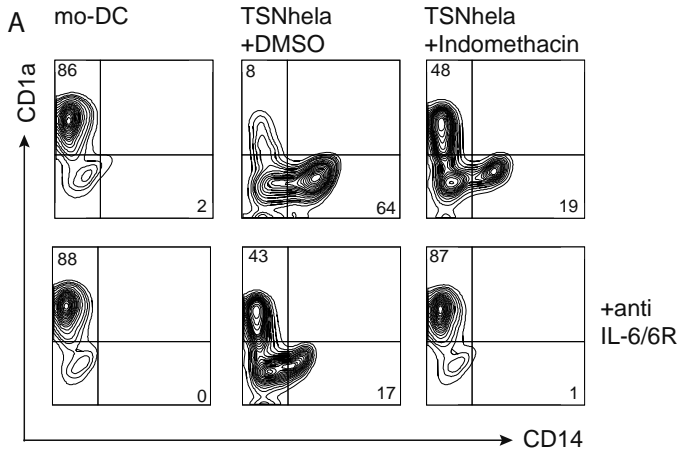 A
mo-DC
TSNhela
+DMSO
TSNhela
+Indomethacin
CD1a
86
2
8
64
48
19
88
0
43
17
87
1
+anti
IL-6/6R
CD14